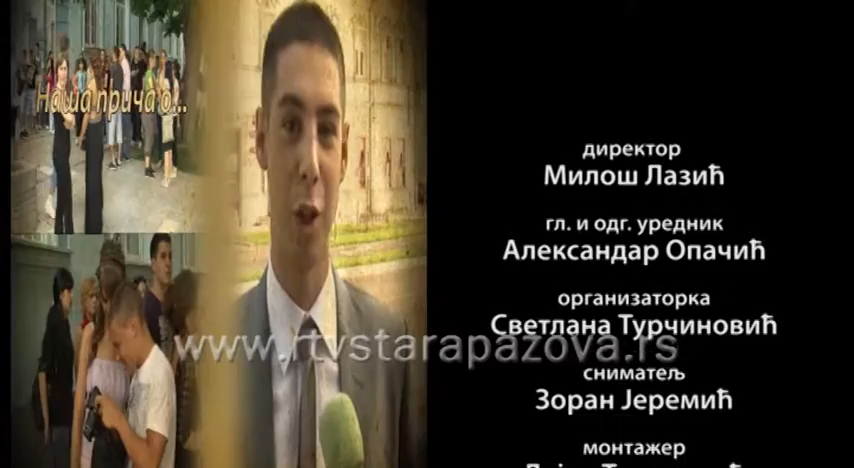 Наша прича о...
директор
Милош Лазић
гл. и одг. уредник
Александар Опачић
организаторка
Светлана Турчиновић
www.rtvstarapazova.rs
сниматељ
Зоран Јеремић
монтажер